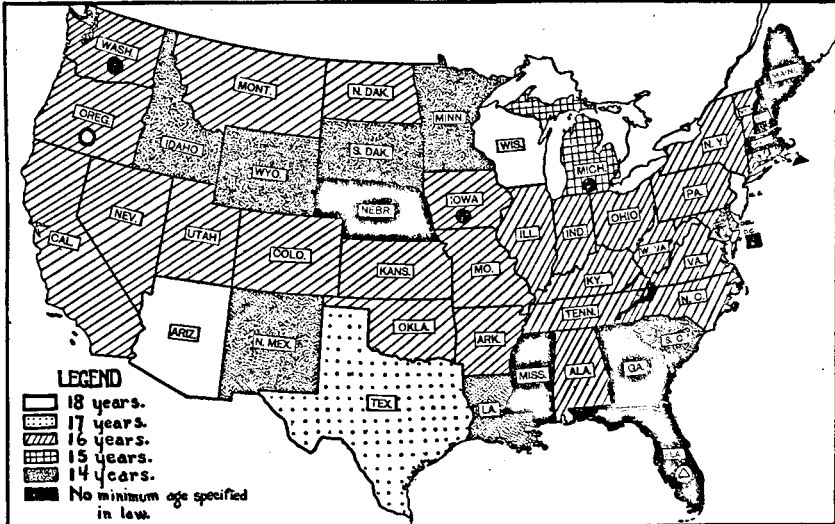 WASH.
MONT.
N. DAK.
MINN.
MAINE
OREG.
IDAHO
S. DAK.
WIS.
MICH.
N. Y.
WYO.
NEBR.
IOWA
PA.
NEV.
UTAH
COLO.
ILL.
IND.
OHIO
W. VA.
DEL.
D.C.
CAL.
KANS.
MO.
KY.
VA.
N. C.
ARIZ.
N. MEX.
OKLA.
ARK.
TENN.
S. C.
MISS.
ALA.
GA.
TEX.
LA.
LEGEND
18 years.
17 years.
16 years.
15 years.
14 years.
No minimum age specified
in law.